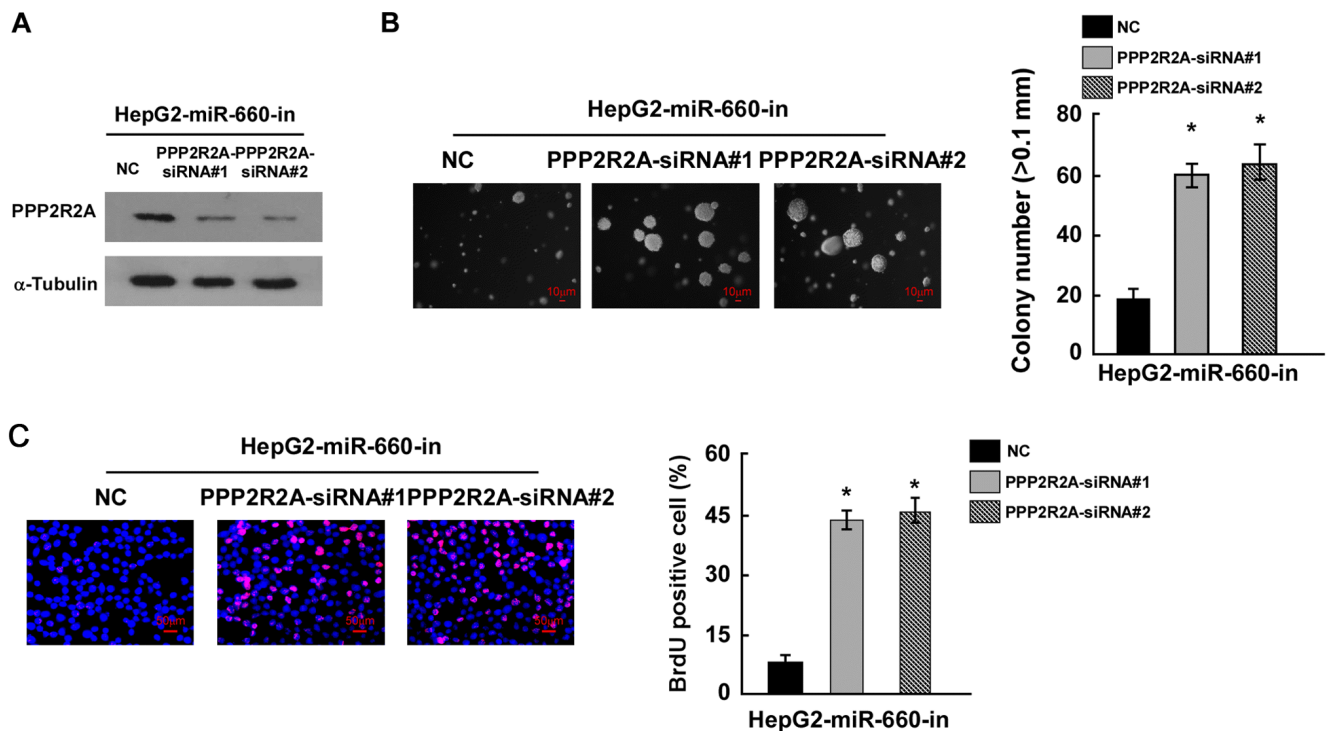 A
HepG2-miR-660-in
NC
PPP2R2A-
siRNA#1
PPP2R2A-
siRNA#2
PPP2R2A
α-Tubulin
B
HepG2-miR-660-in
NC
PPP2R2A-siRNA#1
PPP2R2A-siRNA#2
10μm
10μm
10μm
NC
PPP2R2A-siRNA#1
PPP2R2A-siRNA#2
Colony number (>0.1 mm)
80
60
40
20
0
*
*
HepG2-miR-660-in
C
HepG2-miR-660-in
NC
PPP2R2A-siRNA#1
PPP2R2A-siRNA#2
50μm
50μm
50μm
BrdU positive cell (%)
60
45
30
15
0
*
*
HepG2-miR-660-in
NC
PPP2R2A-siRNA#1
PPP2R2A-siRNA#2